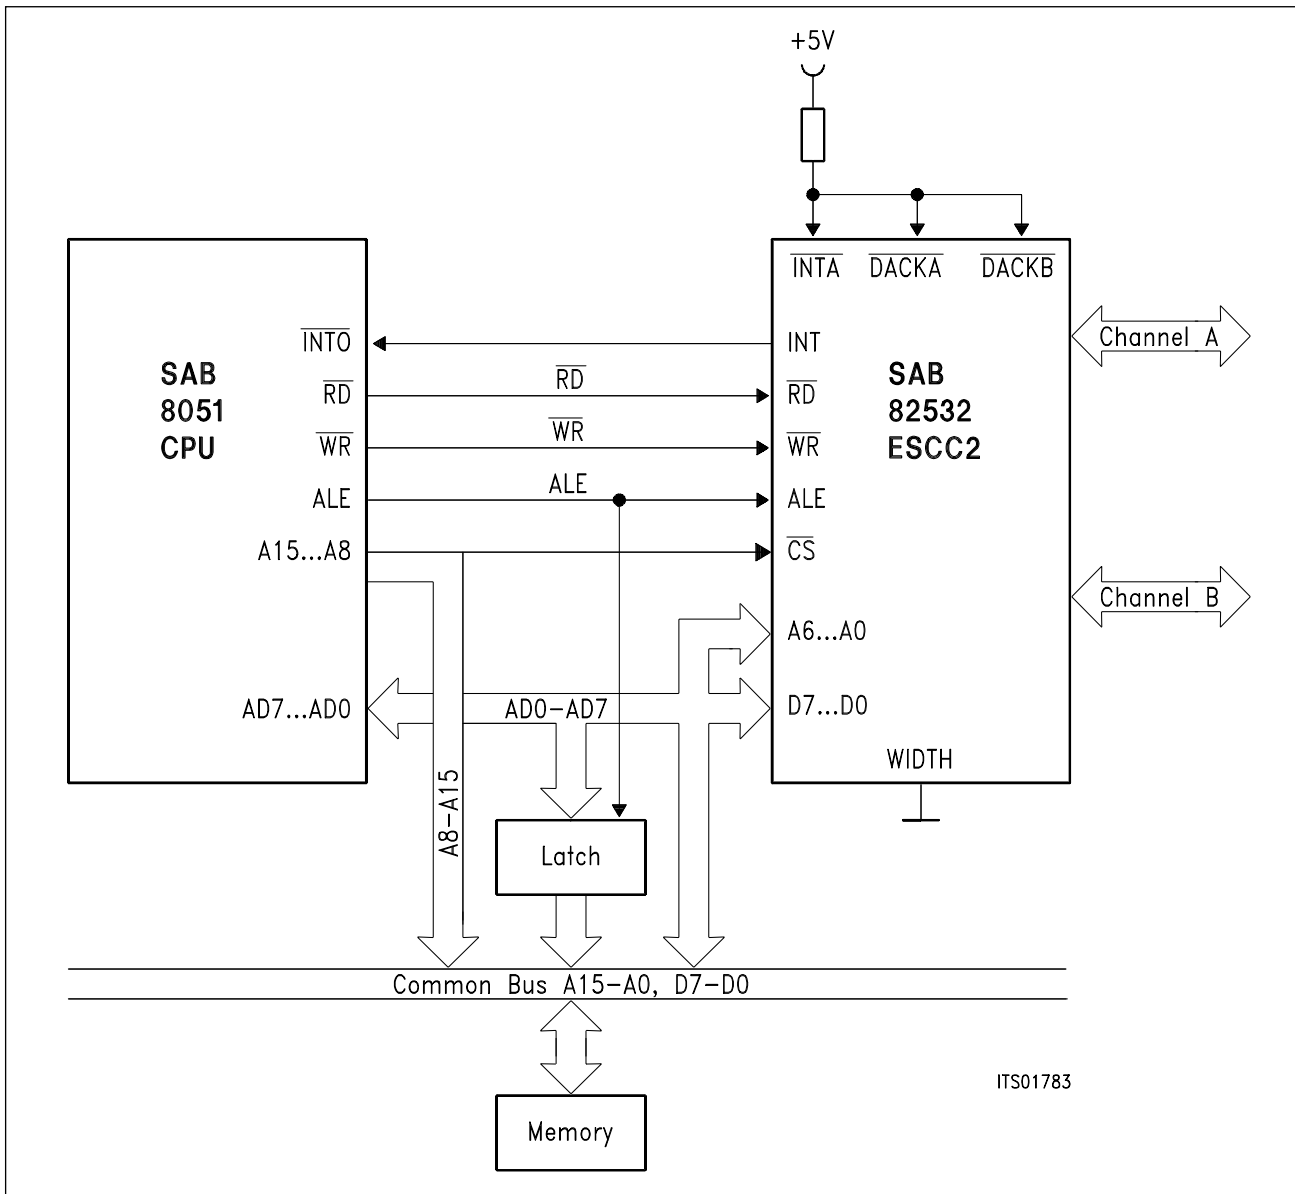 +5V
INTA DACKA DACKB
INT0
INT
Channel A
SAB
8051
CPU
RD
RD
RD
SAB
82532
ESCC2
WR
WR
WR
ALE
ALE
ALE
A15...A8
CS
Channel B
A6...A0
AD7...AD0
AD0-AD7
D7...D0
WIDTH
A8-A15
Latch
Common Bus A15-A0, D7-D0
ITS01783
Memory